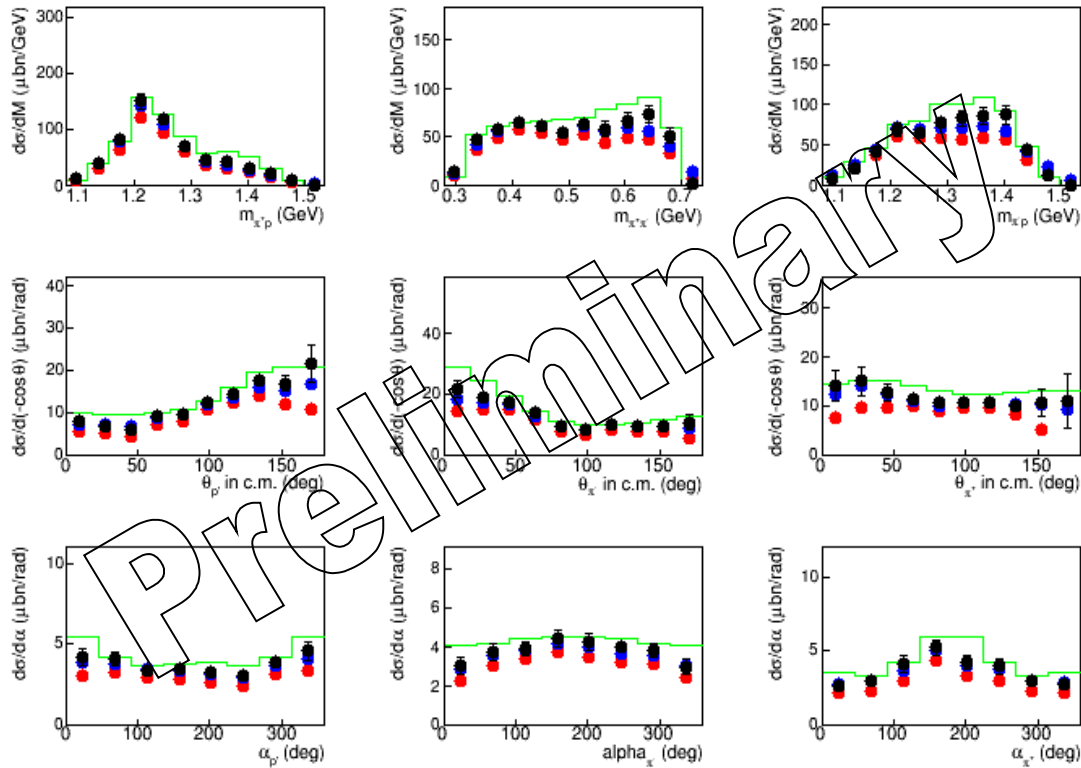 dσ/dM (μbn/GeV)
300
200
100
0
1.1 1.2 1.3 1.4 1.5
m_π⁺p (GeV)
dσ/dM (μbn/GeV)
150
100
50
0
0.3 0.4 0.5 0.6 0.7
m_π⁺π⁻ (GeV)
dσ/dM (μbn/GeV)
200
150
100
50
0
1.1 1.2 1.3 1.4 1.5
m_π⁻p (GeV)
dσ/d(-cosθ) (μbn/rad)
40
30
20
10
0
0 50 100 150
θ_p' in c.m. (deg)
dσ/d(-cosθ) (μbn/rad)
40
20
0
0 50 100 150
θ_π⁻ in c.m. (deg)
dσ/d(-cosθ) (μbn/rad)
30
20
10
0
0 50 100 150
θ_π⁺ in c.m. (deg)
dσ/dα (μbn/rad)
10
5
0
0 100 200 300
α_p' (deg)
dσ/dα (μbn/rad)
8
6
4
2
0
0 100 200 300
alpha_π⁻ (deg)
dσ/dα (μbn/rad)
10
5
0
0 100 200 300
α_π⁺ (deg)
Preliminary